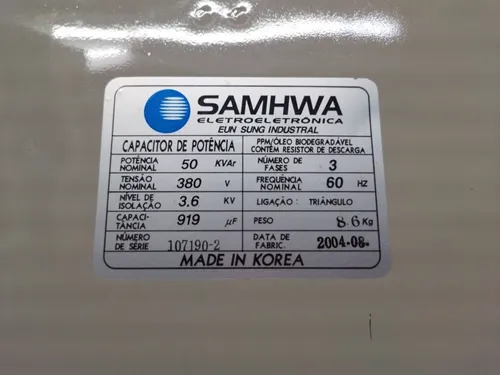 SAMHWA
ELETROELETRÔNICA
EUN SUNG INDUSTRIAL
CAPACITOR DE POTÊNCIA
PPM/ÓLEO BIODEGRADÁVEL
CONTÉM RESISTOR DE DESCARGA
POTÊNCIA NOMINAL 50 KVAr
NÚMERO DE FASES 3
TENSÃO NOMINAL 380 V
FREQUÊNCIA NOMINAL 60 HZ
NÍVEL DE ISOLAÇÃO 3.6 KV
LIGAÇÃO: TRIÂNGULO
CAPACI-TÂNCIA 919 µF
PESO 8.6 Kg
NÚMERO DE SÉRIE 107190-2
DATA DE FABRIC. 2004-08-
MADE IN KOREA